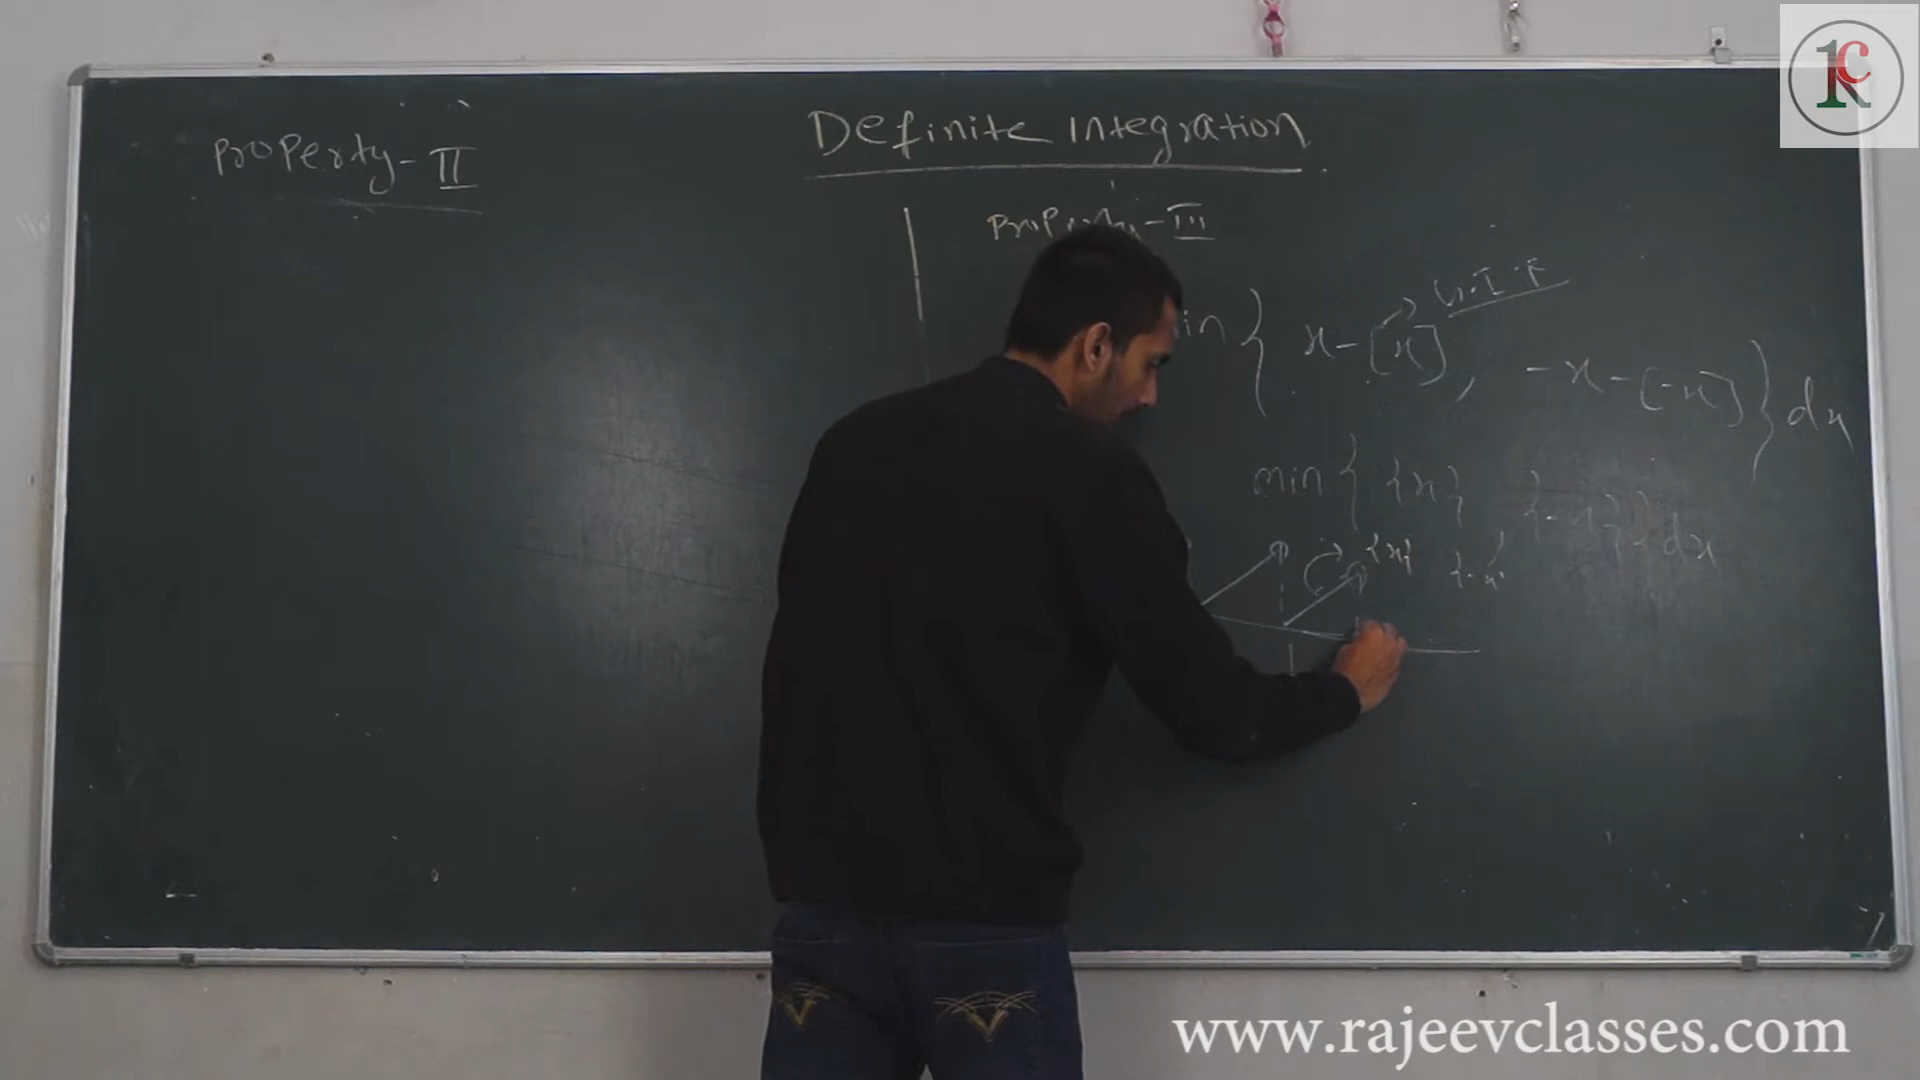 Definite Integration
Property - II
Property - III
G.I.F
min { x - [x] , -x - [-x] } dx
min { {x} {-x} } dx
{x} {-x}
www.rajeevclasses.com